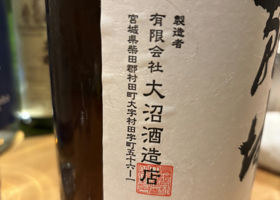 製造者
有限会社大沼酒造店
宮城県柴田郡村田町大字村田字町五十六-一